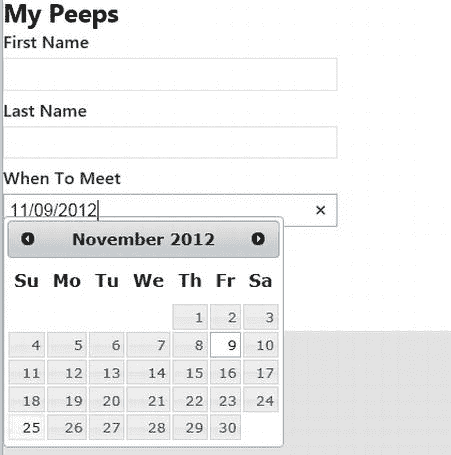 My Peeps
First Name
Last Name
When To Meet
11/09/2012 ×
November 2012
Su Mo Tu We Th Fr Sa
1 2 3
4 5 6 7 8 9 10
11 12 13 14 15 16 17
18 19 20 21 22 23 24
25 26 27 28 29 30